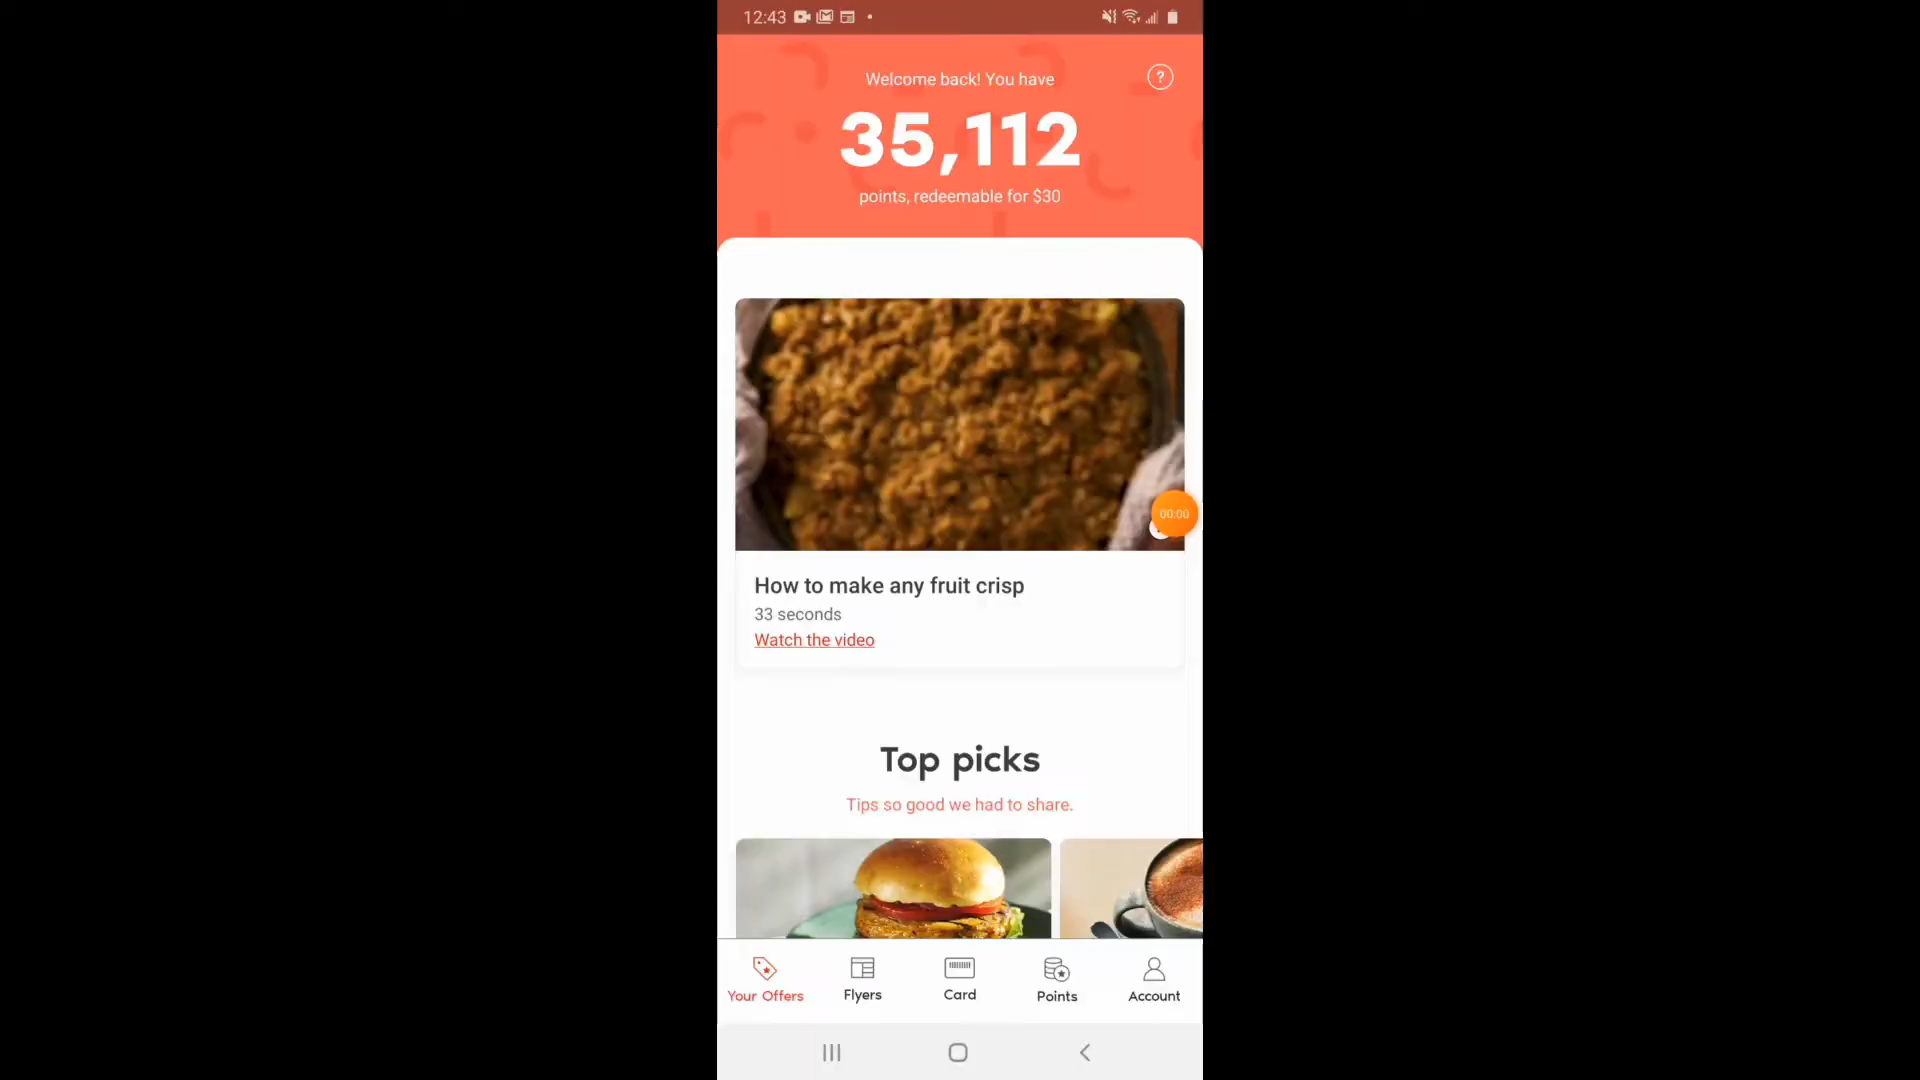 12:43
Welcome back! You have
?
35,112
points, redeemable for $30
00:00
How to make any fruit crisp
33 seconds
Watch the video
Top picks
Tips so good we had to share.
Your Offers
Flyers
Card
Points
Account